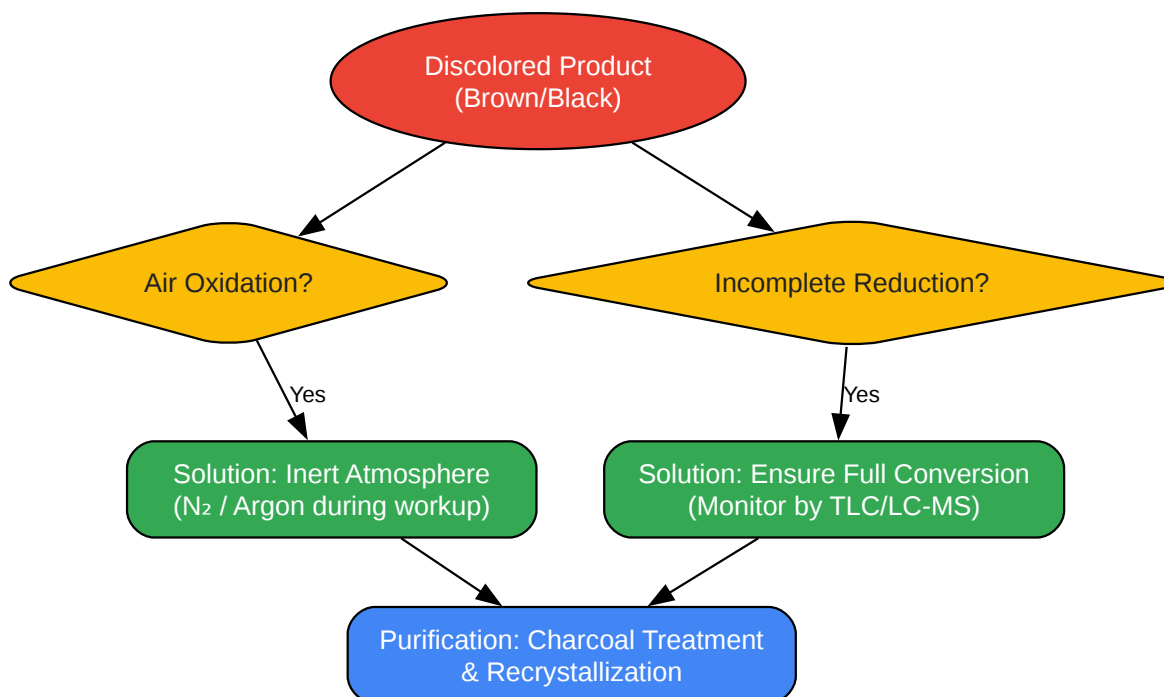 Discolored Product
(Brown/Black)
Air Oxidation?
Incomplete Reduction?
Yes
Yes
Solution: Inert Atmosphere
(N₂ / Argon during workup)
Solution: Ensure Full Conversion
(Monitor by TLC/LC-MS)
Purification: Charcoal Treatment
& Recrystallization